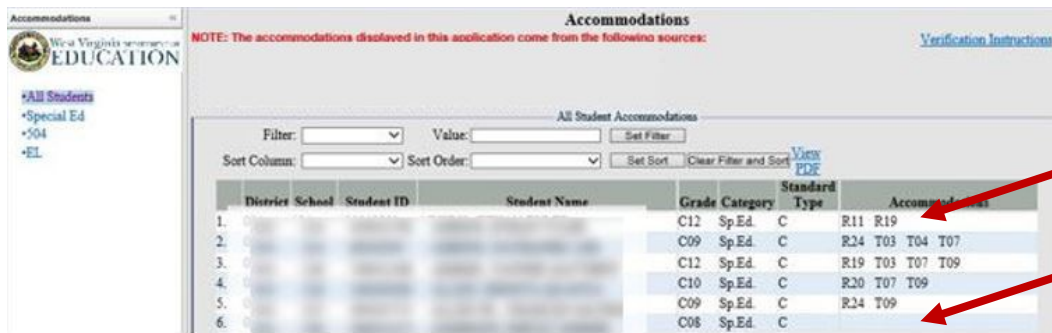 Accommodations
West Virginia
EDUCATION
•All Students
•Special Ed
•504
•EL
Accommodations
NOTE: The accommodations displayed in this application come from the following sources:
Verification Instructions
All Student Accommodations
Filter: Value: Set Filter
Sort Column: Sort Order: Set Sort Clear Filter and Sort View PDF
District School Student ID Student Name Grade Category Standard Type Accommodations
1. C12 Sp.Ed. C R11 R19
2. C09 Sp.Ed. C R24 T03 T04 T07
3. C12 Sp.Ed. C R19 T03 T07 T09
4. C10 Sp.Ed. C R20 T07 T09
5. C09 Sp.Ed. C R24 T09
6. C08 Sp.Ed. C